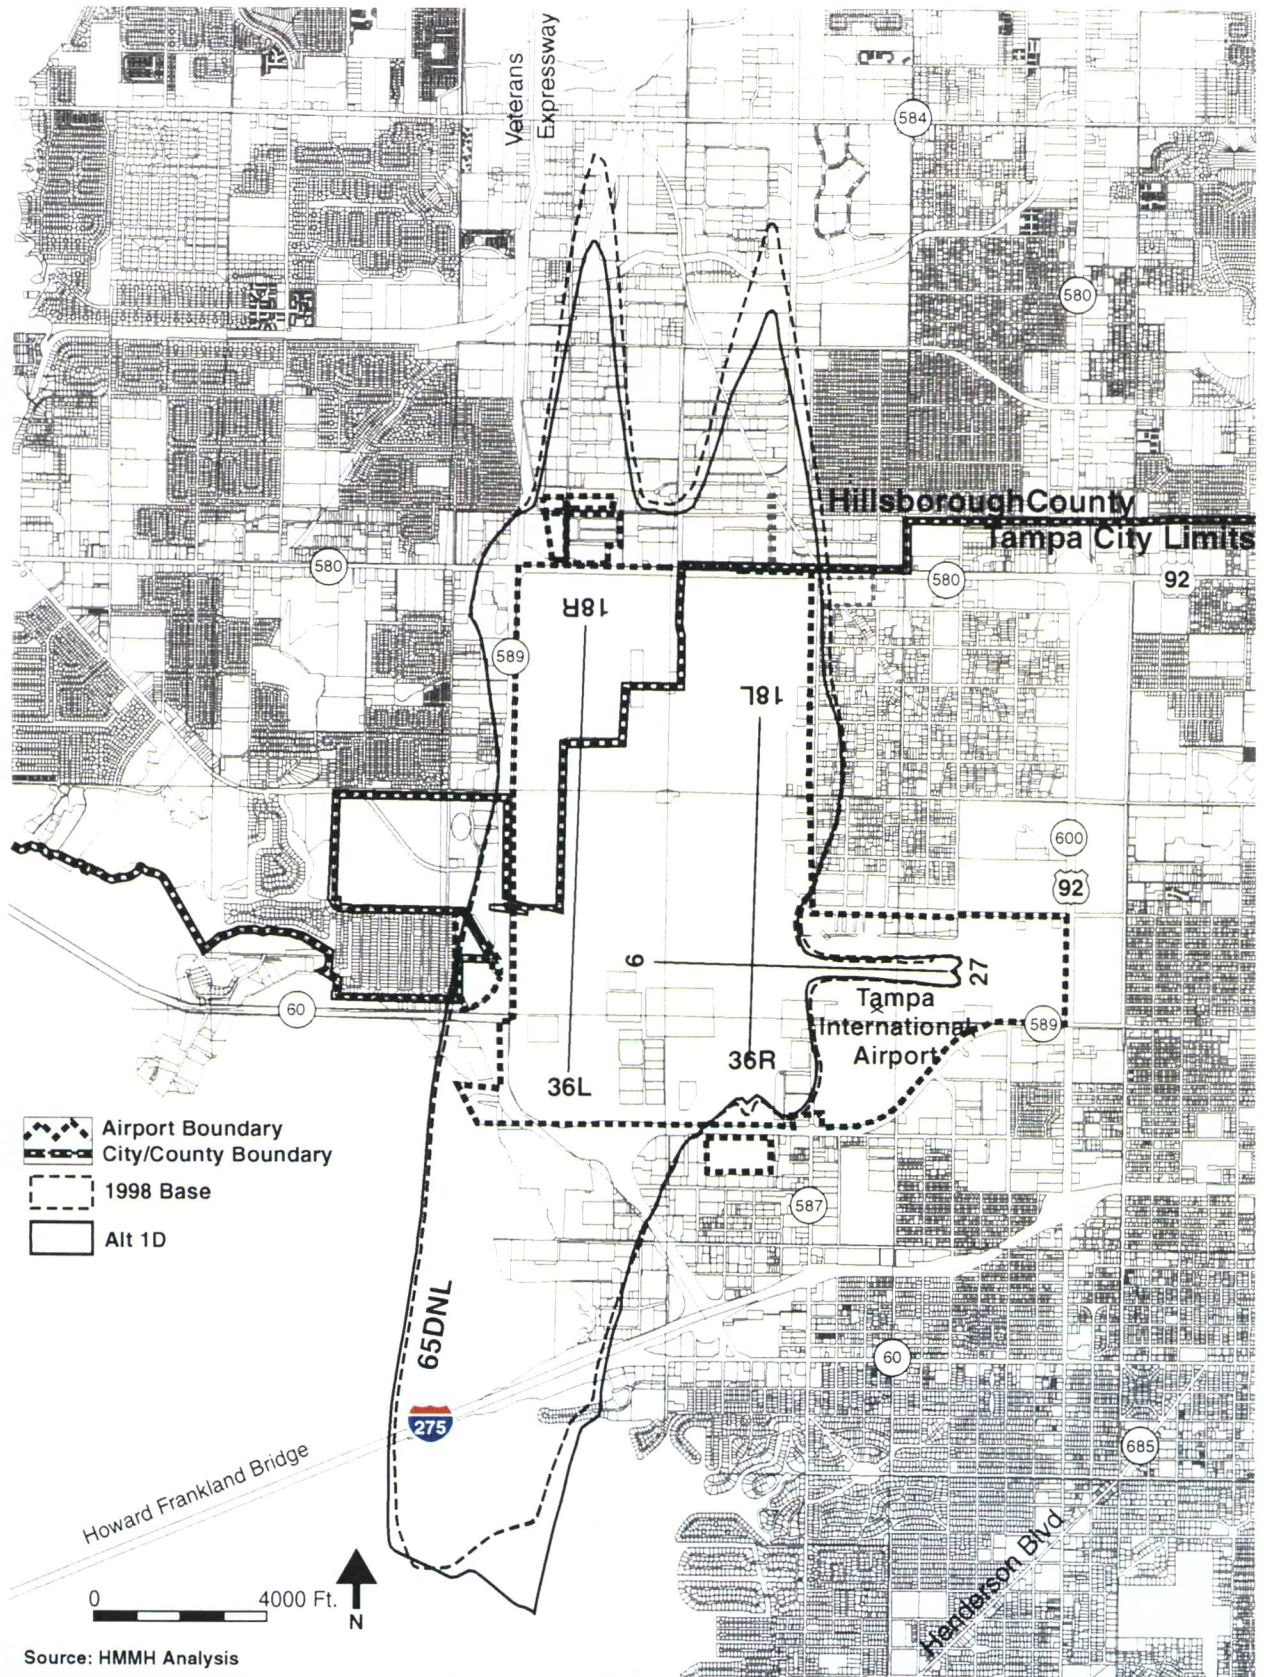 Veterans
Expressway
584
580
HillsboroughCounty
Tampa City Limits
580
580
92
18R
589
18L
600
92
6
27
60
Tampa
International
Airport
589
36R
36L
Airport Boundary
City/County Boundary
1998 Base
Alt 1D
587
65DNL
60
275
685
Howard Frankland Bridge
Henderson Blvd
0 4000 Ft.
N
Source: HMMH Analysis